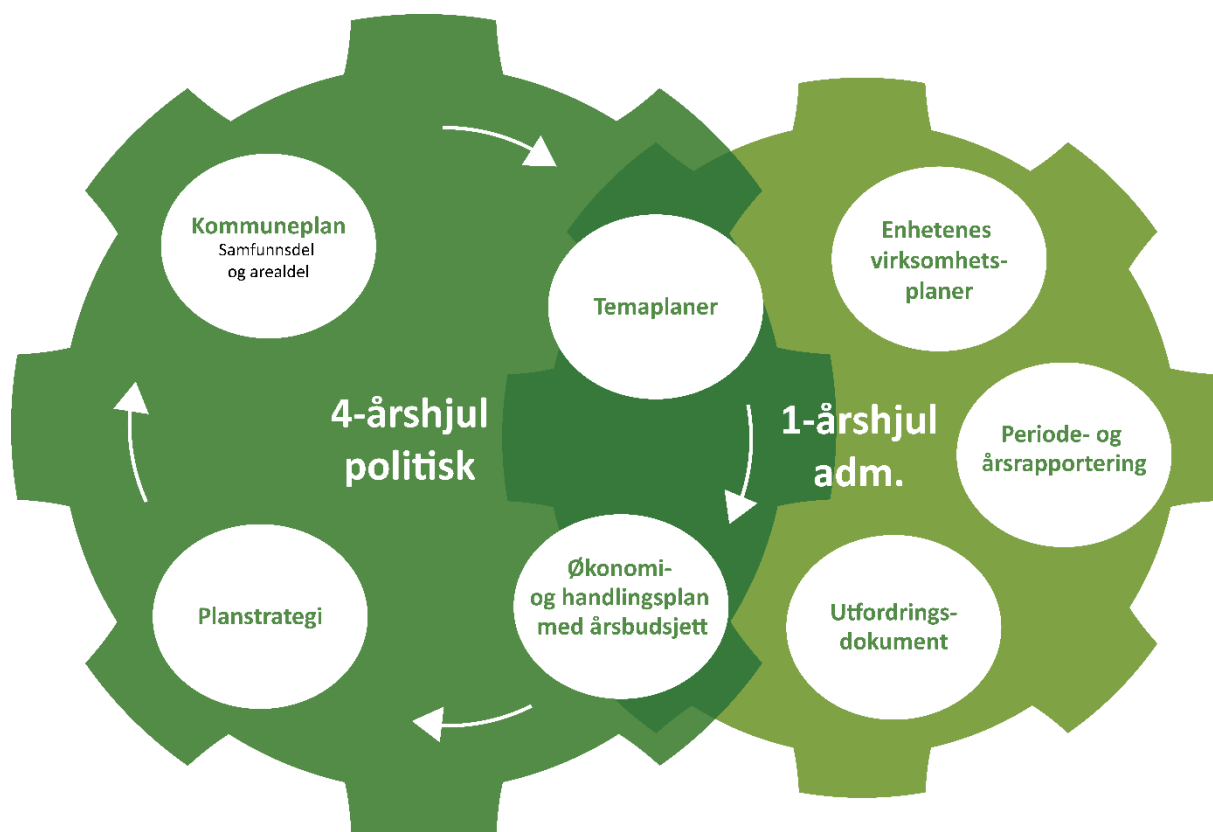 Kommuneplan
Samfunnsdel
og arealdel
Temaplaner
Enhetenes
virksomhets-
planer
4-årshjul
politisk
1-årshjul
adm.
Periode- og
årsrapportering
Planstrategi
Økonomi-
og handlingsplan
med årsbudsjett
Utfordrings-
dokument